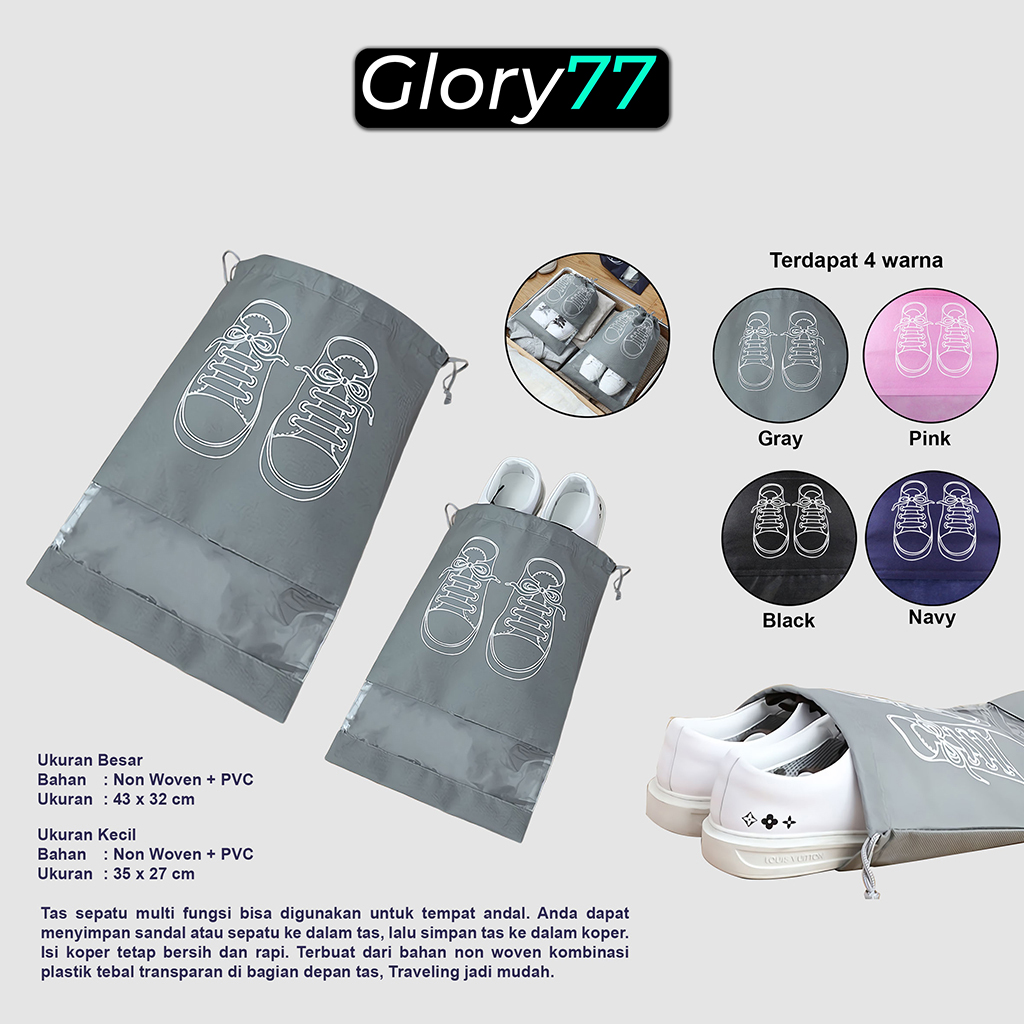 Glory77
Terdapat 4 warna
Gray
Pink
Black
Navy
Ukuran Besar
Bahan : Non Woven + PVC
Ukuran : 43 x 32 cm
Ukuran Kecil
Bahan : Non Woven + PVC
Ukuran : 35 x 27 cm
Tas sepatu multi fungsi bisa digunakan untuk tempat andal. Anda dapat
menyimpan sandal atau sepatu ke dalam tas, lalu simpan tas ke dalam koper.
Isi koper tetap bersih dan rapi. Terbuat dari bahan non woven kombinasi
plastik tebal transparan di bagian depan tas, Traveling jadi mudah.